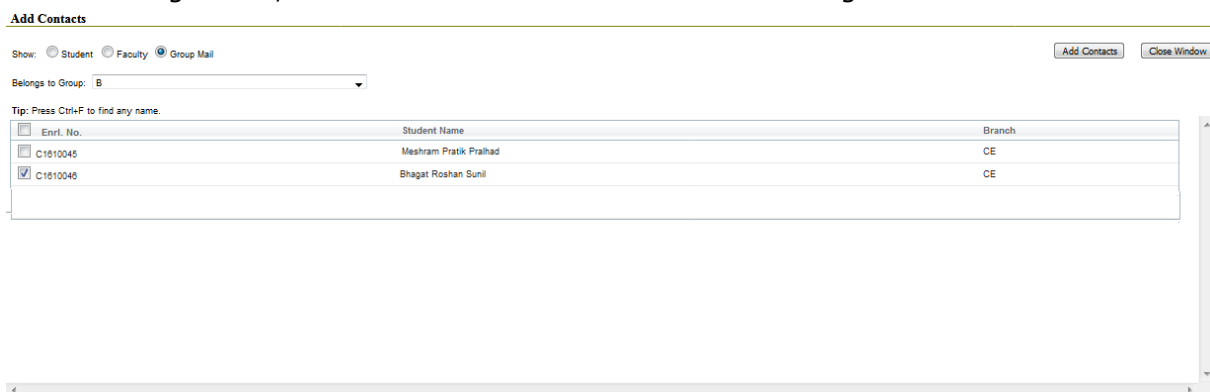 Add Contacts
Show: Student Faculty Group Mail Add Contacts Close Window
Belongs to Group: B
Tip: Press Ctrl+F to find any name.
Enrl. No. Student Name Branch
C1610045 Meshram Pratik Pralhad CE
C1610046 Bhagat Roshan Sunil CE